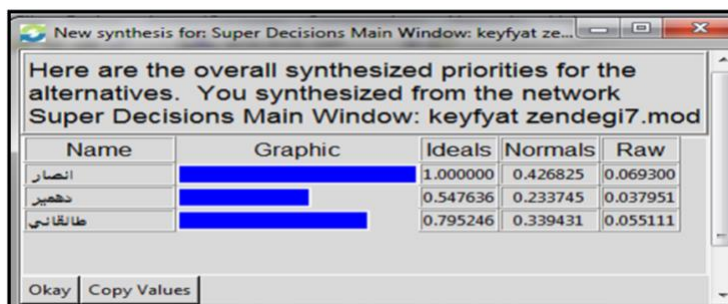 New synthesis for: Super Decisions Main Window: keyfyat ze...
Here are the overall synthesized priorities for the
alternatives. You synthesized from the network
Super Decisions Main Window: keyfyat zendegi7.mod
Name Graphic Ideals Normals Raw
انصار 1.000000 0.426825 0.069300
دهمير 0.547636 0.233745 0.037951
طالقاني 0.795246 0.339431 0.055111
Okay Copy Values